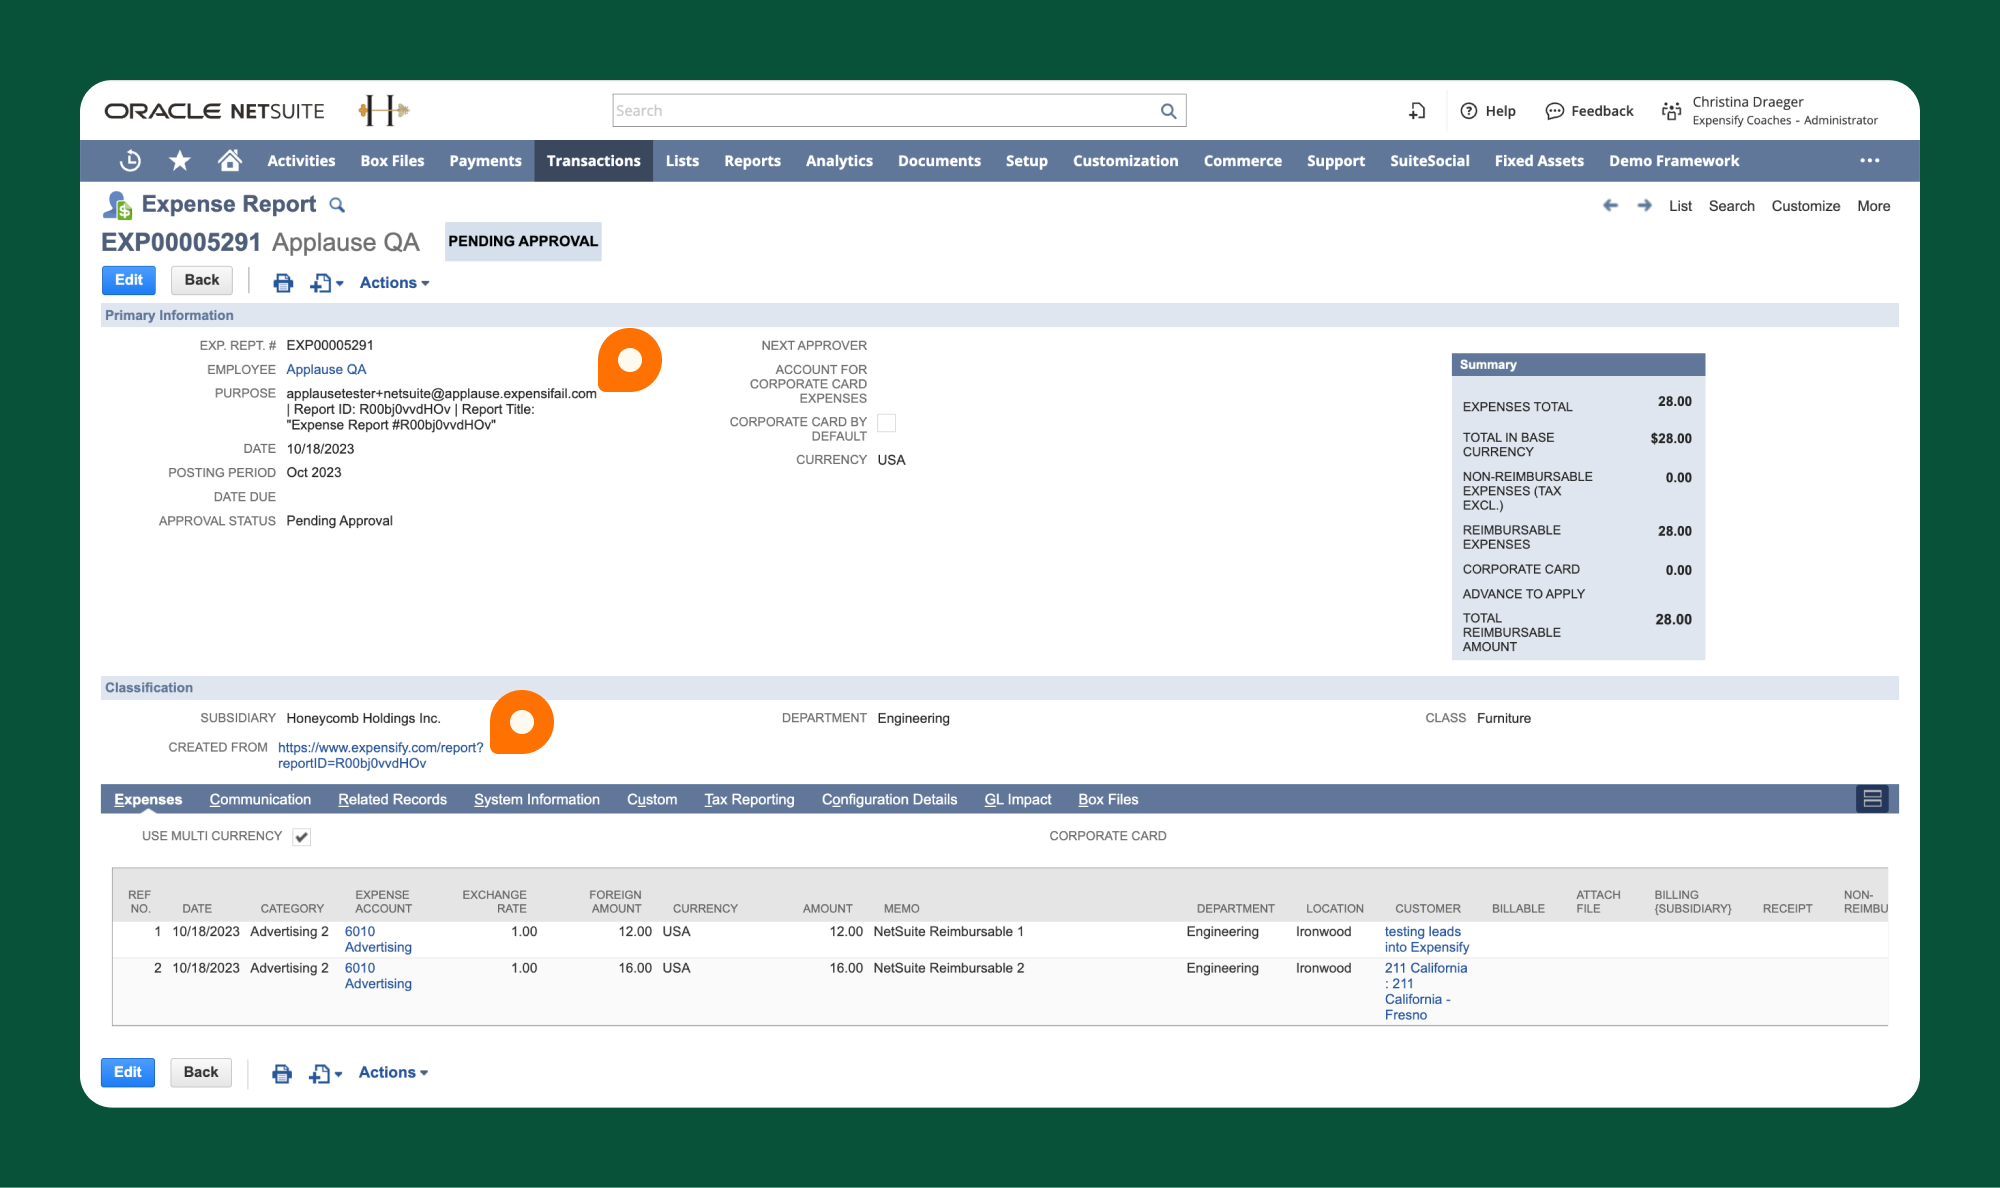 ORACLE NETSUITE
H
Search
Help
Feedback
Christina Draeger
Expensify Coaches - Administrator
Activities
Box Files
Payments
Transactions
Lists
Reports
Analytics
Documents
Setup
Customization
Commerce
Support
SuiteSocial
Fixed Assets
Demo Framework
Expense Report
List
Search
Customize
More
EXP00005291 Applause QA
PENDING APPROVAL
Edit
Back
Actions
Primary Information
EXP. REPT. # EXP00005291
EMPLOYEE Applause QA
PURPOSE applausetester+netsuite@applause.expensifail.com
| Report ID: R00bj0vvdHOv | Report Title:
"Expense Report #R00bj0vvdHOv"
DATE 10/18/2023
POSTING PERIOD Oct 2023
DATE DUE
APPROVAL STATUS Pending Approval
NEXT APPROVER
ACCOUNT FOR
CORPORATE CARD
EXPENSES
CORPORATE CARD BY
DEFAULT
CURRENCY USA
Summary
EXPENSES TOTAL 28.00
TOTAL IN BASE $28.00
CURRENCY
NON-REIMBURSABLE 0.00
EXPENSES (TAX
EXCL.)
REIMBURSABLE 28.00
EXPENSES
CORPORATE CARD 0.00
ADVANCE TO APPLY
TOTAL 28.00
REIMBURSABLE
AMOUNT
Classification
SUBSIDIARY Honeycomb Holdings Inc.
DEPARTMENT Engineering
CLASS Furniture
CREATED FROM https://www.expensify.com/report?
reportID=R00bj0vvdHOv
Expenses
Communication
Related Records
System Information
Custom
Tax Reporting
Configuration Details
GL Impact
Box Files
USE MULTI CURRENCY
CORPORATE CARD
REF NO.
DATE
CATEGORY
EXPENSE ACCOUNT
EXCHANGE RATE
FOREIGN AMOUNT
CURRENCY
AMOUNT
MEMO
DEPARTMENT
LOCATION
CUSTOMER
BILLABLE
ATTACH FILE
BILLING {SUBSIDIARY}
RECEIPT
NON-REIMBU
1 10/18/2023 Advertising 2 6010 1.00 12.00 USA 12.00 NetSuite Reimbursable 1 Engineering Ironwood testing leads
Advertising into Expensify
2 10/18/2023 Advertising 2 6010 1.00 16.00 USA 16.00 NetSuite Reimbursable 2 Engineering Ironwood 211 California
Advertising : 211
California -
Fresno
Edit
Back
Actions